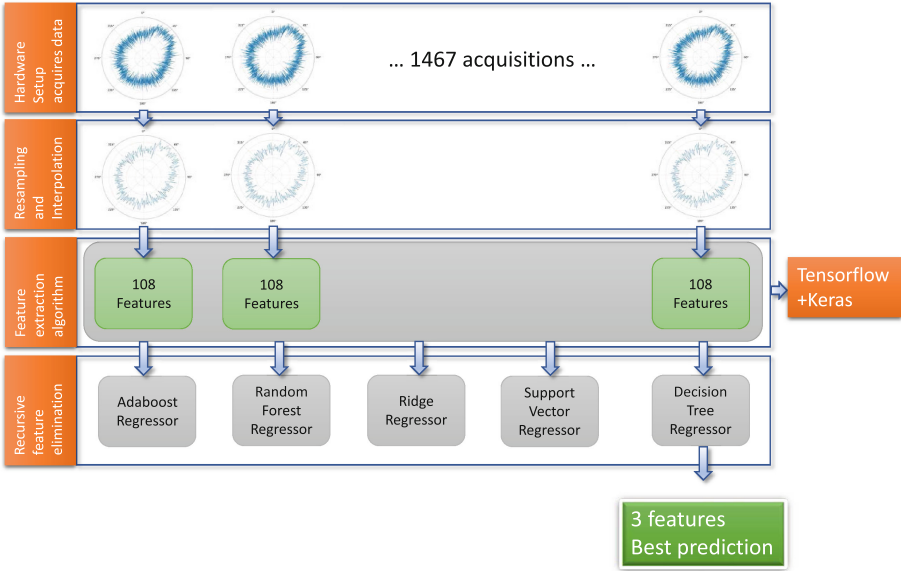 Hardware
Setup
acquires data
... 1467 acquisitions ...
Resampling
and
Interpolation
Feature
extraction
algorithm
108
Features
108
Features
108
Features
Tensorflow
+Keras
Recursive
feature
elimination
Adaboost
Regressor
Random
Forest
Regressor
Ridge
Regressor
Support
Vector
Regressor
Decision
Tree
Regressor
3 features
Best prediction